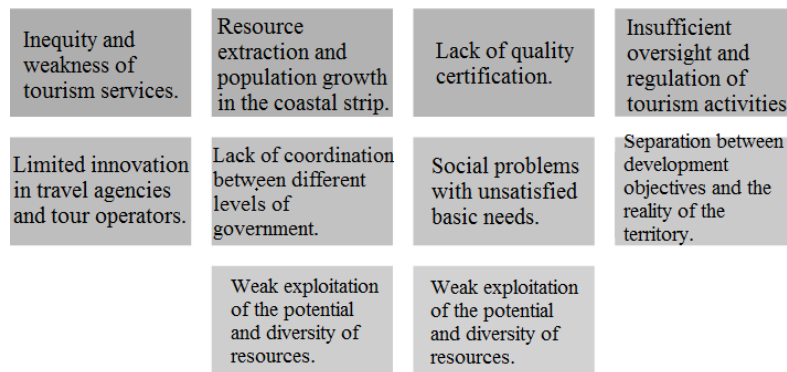 Inequity and
weakness of
tourism services.
Resource
extraction and
population growth
in the coastal strip.
Lack of quality
certification.
Insufficient
oversight and
regulation of
tourism activities
Limited innovation
in travel agencies
and tour operators.
Lack of coordination
between different
levels of
government.
Social problems
with unsatisfied
basic needs.
Separation between
development
objectives and the
reality of the
territory.
Weak exploitation
of the potential
and diversity of
resources.
Weak exploitation
of the potential
and diversity of
resources.